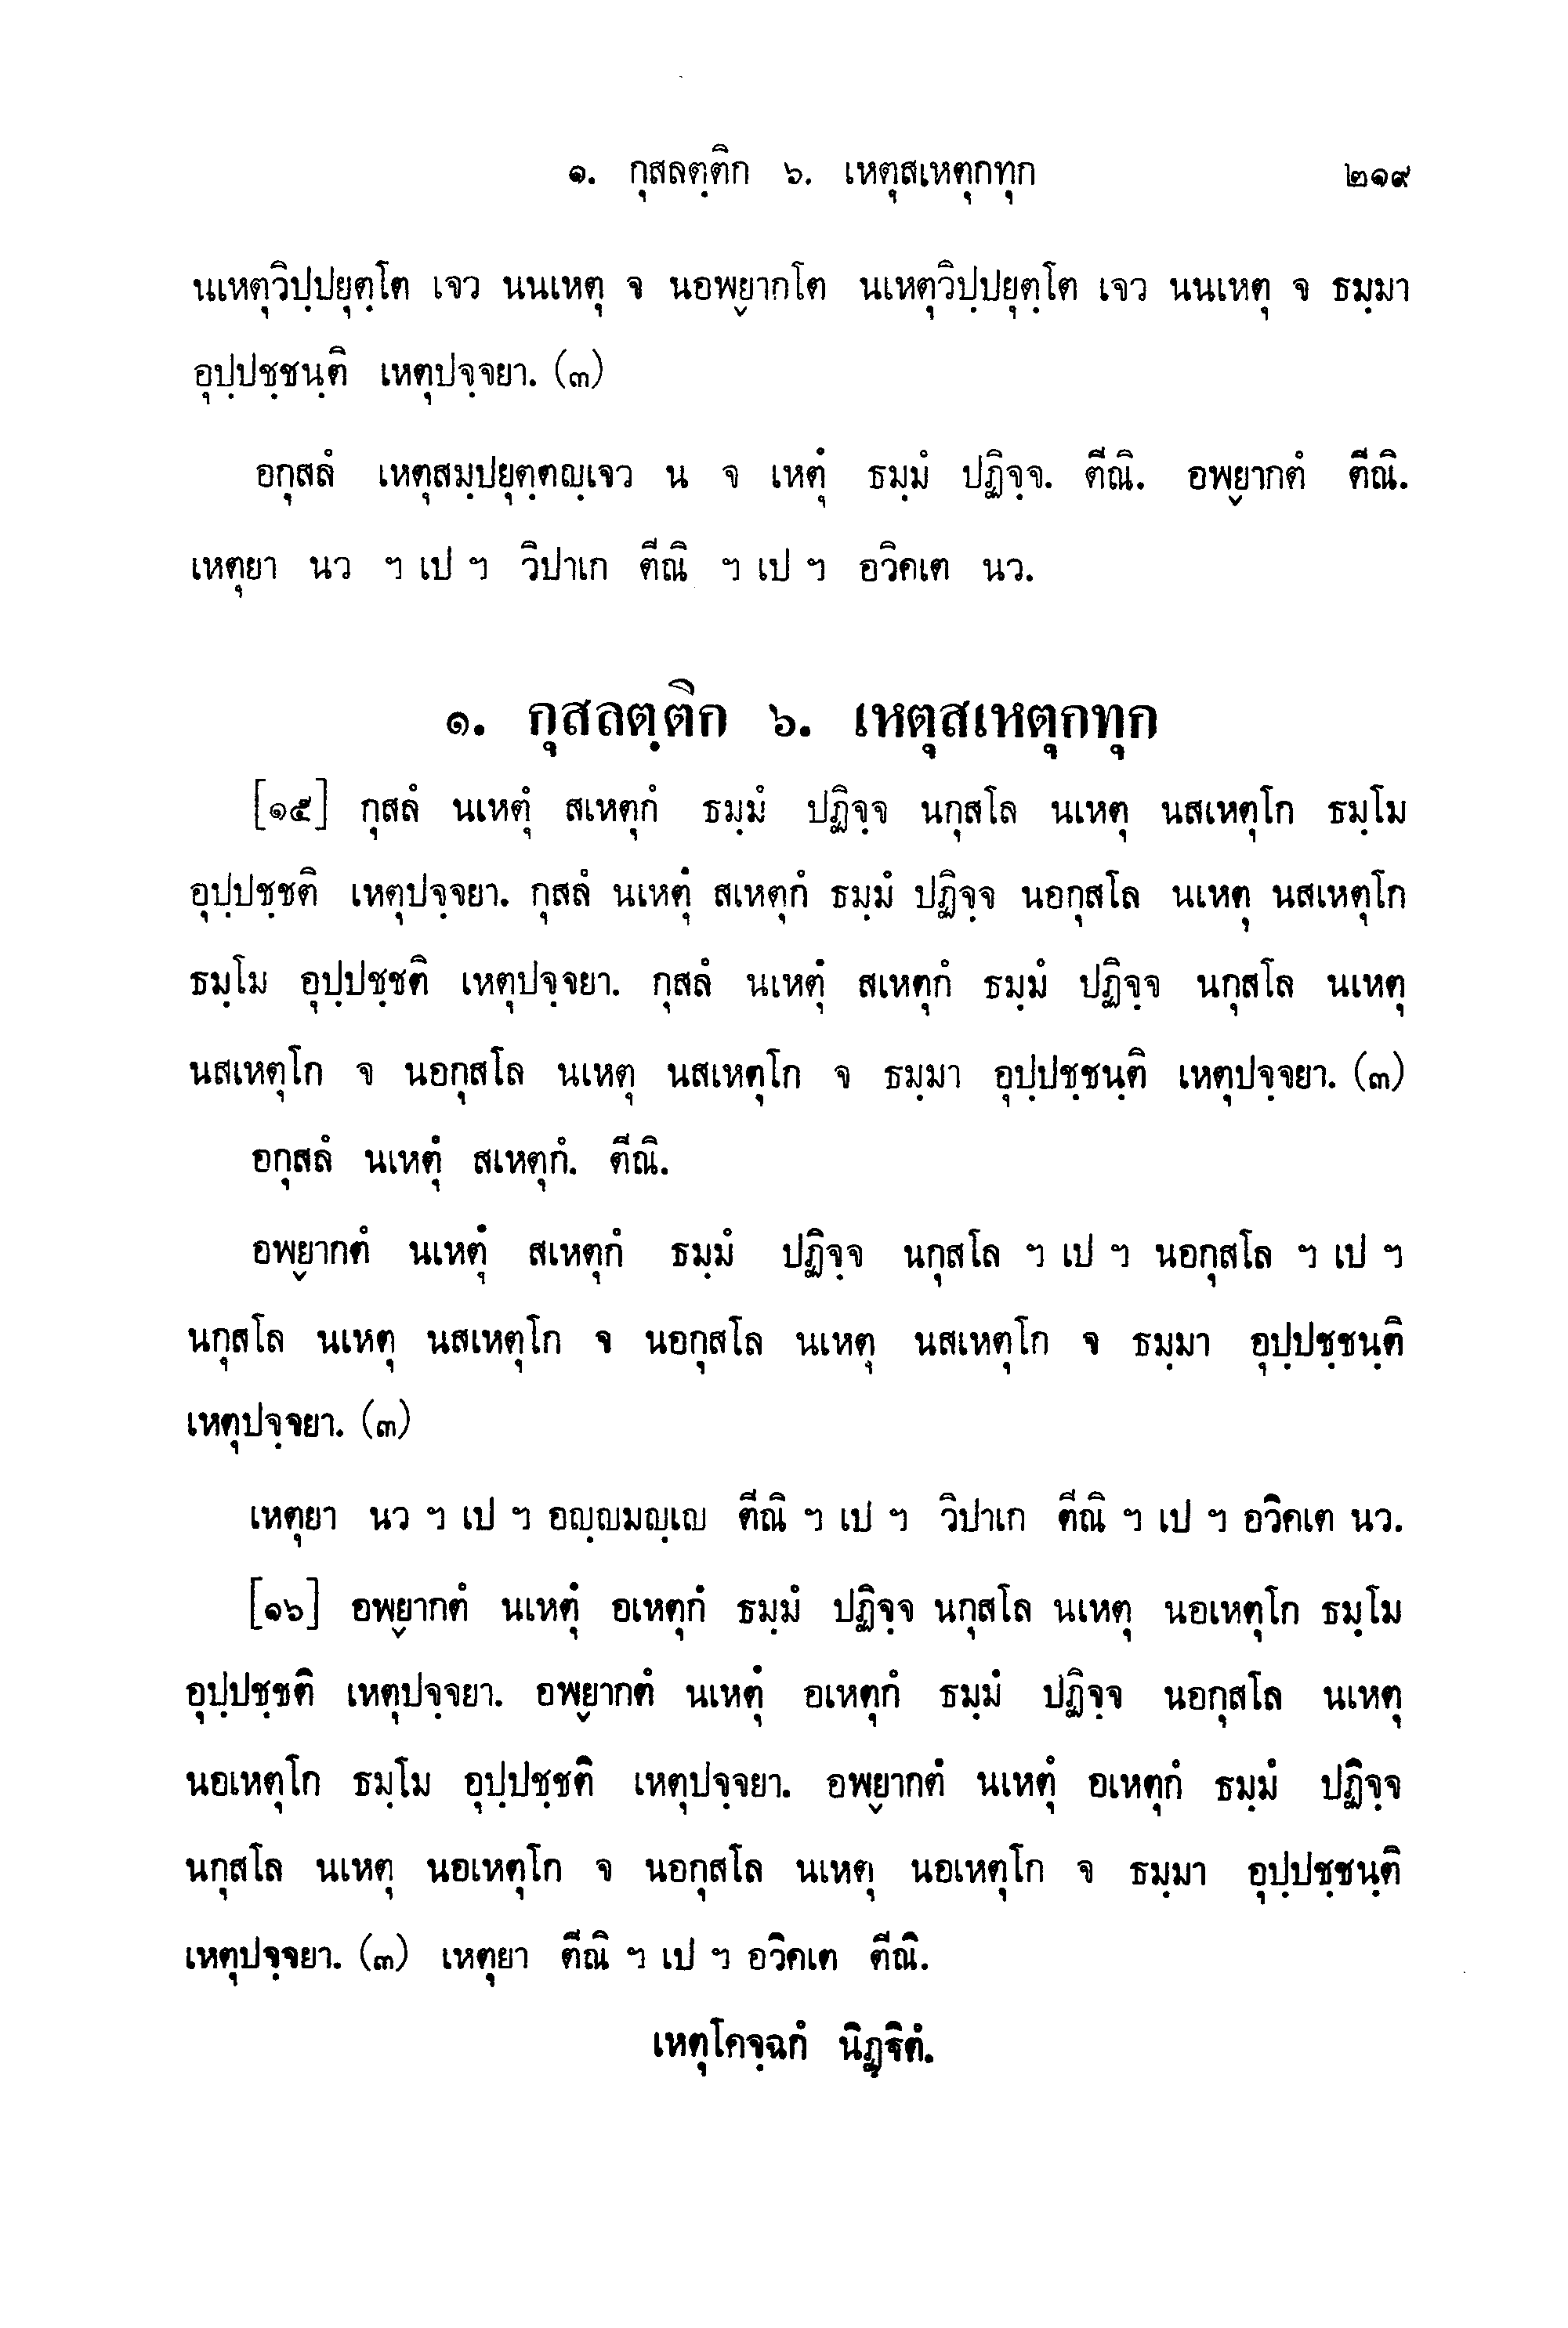 ๑. กุสลตฺติก ๖. เหตุสเหตุกทุก ๒๑๙
นเหตุวิปฺปยุตฺโต เจว นนเหตุ จ นอพฺยากโต นเหตุวิปฺปยุตฺโต เจว นนเหตุ จ ธมฺมา
อุปฺปชฺชนฺติ เหตุปจฺจยา. (๓)
อกุสลํ เหตุสมฺปยุตฺตญฺเจว น จ เหตุํ ธมฺมํ ปฏิจฺจ. ตีณิ. อพฺยากตํ ตีณิ.
เหตุยา นว ฯ เป ฯ วิปาเก ตีณิ ฯ เป ฯ อวิคเต นว.
๑. กุสลตฺติก ๖. เหตุสเหตุกทุก
[๑๕] กุสลํ นเหตุํ สเหตุกํ ธมฺมํ ปฏิจฺจ นกุสโล นเหตุ นสเหตุโก ธมฺโม
อุปฺปชฺชติ เหตุปจฺจยา. กุสลํ นเหตุํ สเหตุกํ ธมฺมํ ปฏิจฺจ นอกุสโล นเหตุ นสเหตุโก
ธมฺโม อุปฺปชฺชติ เหตุปจฺจยา. กุสลํ นเหตุํ สเหตุกํ ธมฺมํ ปฏิจฺจ นกุสโล นเหตุ
นสเหตุโก จ นอกุสโล นเหตุ นสเหตุโก จ ธมฺมา อุปฺปชฺชนฺติ เหตุปจฺจยา. (๓)
อกุสลํ นเหตุํ สเหตุกํ. ตีณิ.
อพฺยากตํ นเหตุํ สเหตุกํ ธมฺมํ ปฏิจฺจ นกุสโล ฯ เป ฯ นอกุสโล ฯ เป ฯ
นกุสโล นเหตุ นสเหตุโก จ นอกุสโล นเหตุ นสเหตุโก จ ธมฺมา อุปฺปชฺชนฺติ
เหตุปจฺจยา. (๓)
เหตุยา นว ฯ เป ฯ อญฺญมญฺเญ ตีณิ ฯ เป ฯ วิปาเก ตีณิ ฯ เป ฯ อวิคเต นว.
[๑๖] อพฺยากตํ นเหตุํ อเหตุกํ ธมฺมํ ปฏิจฺจ นกุสโล นเหตุ นอเหตุโก ธมฺโม
อุปฺปชฺชติ เหตุปจฺจยา. อพฺยากตํ นเหตุํ อเหตุกํ ธมฺมํ ปฏิจฺจ นอกุสโล นเหตุ
นอเหตุโก ธมฺโม อุปฺปชฺชติ เหตุปจฺจยา. อพฺยากตํ นเหตุํ อเหตุกํ ธมฺมํ ปฏิจฺจ
นกุสโล นเหตุ นอเหตุโก จ นอกุสโล นเหตุ นอเหตุโก จ ธมฺมา อุปฺปชฺชนฺติ
เหตุปจฺจยา. (๓) เหตุยา ตีณิ ฯ เป ฯ อวิคเต ตีณิ.
เหตุโคจฺฉกํ นิฏฺฐิตํ.